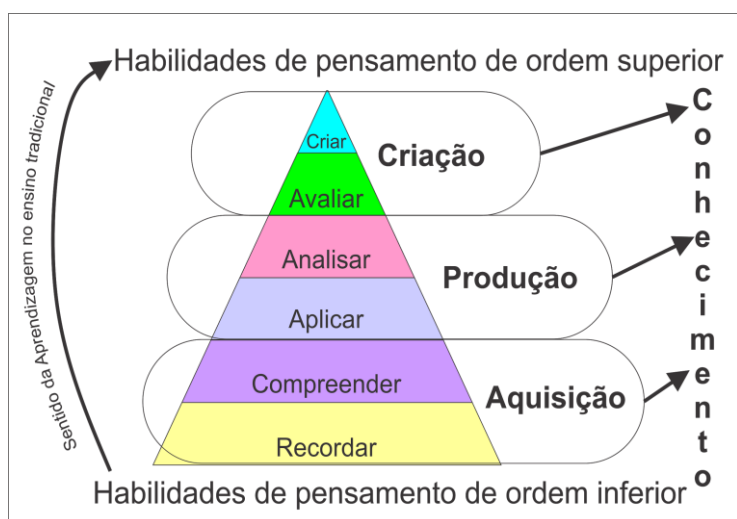 Habilidades de pensamento de ordem superior
Sentido da Aprendizagem no ensino tradicional
Criar
Criação
Avaliar
Analisar
Produção
Aplicar
Compreender
Aquisição
Recordar
Conhecimento
Habilidades de pensamento de ordem inferior